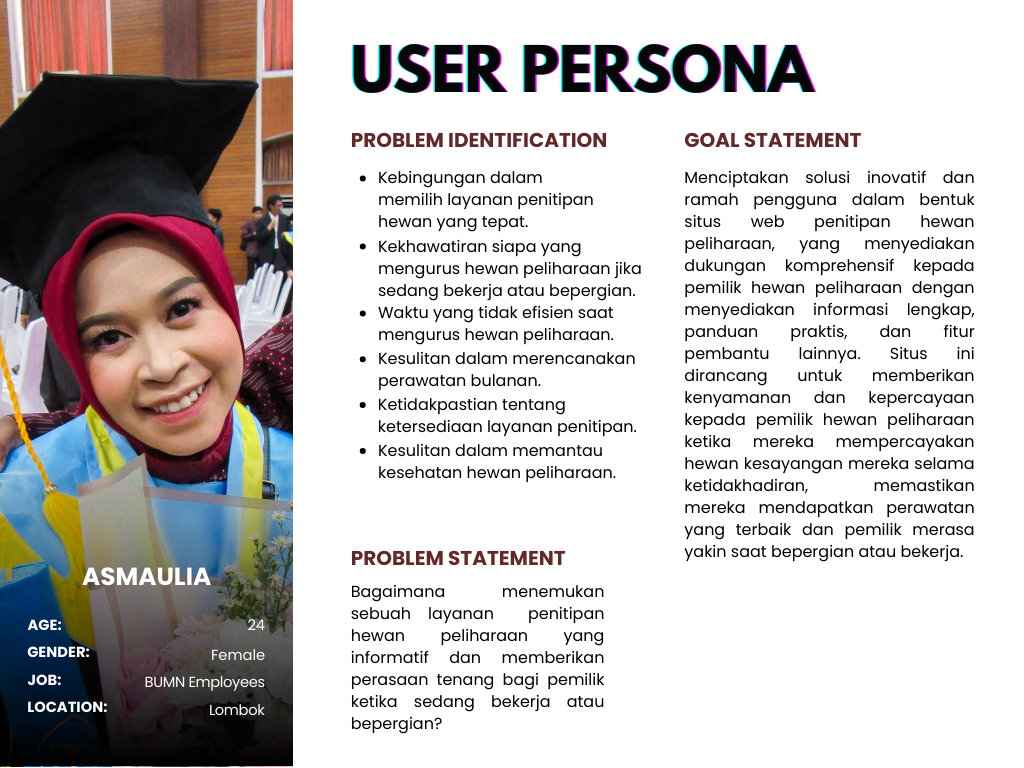 USER PERSONA
PROBLEM IDENTIFICATION
Kebingungan dalam
memilih layanan penitipan
hewan yang tepat.
Kekhawatiran siapa yang
mengurus hewan peliharaan jika
sedang bekerja atau bepergian.
Waktu yang tidak efisien saat
mengurus hewan peliharaan.
Kesulitan dalam merencanakan
perawatan bulanan.
Ketidakpastian tentang
ketersediaan layanan penitipan.
Kesulitan dalam memantau
kesehatan hewan peliharaan.
PROBLEM STATEMENT
Bagaimana menemukan
sebuah layanan penitipan
hewan peliharaan yang
informatif dan memberikan
perasaan tenang bagi pemilik
ketika sedang bekerja atau
bepergian?
GOAL STATEMENT
Menciptakan solusi inovatif dan
ramah pengguna dalam bentuk
situs web penitipan hewan
peliharaan, yang menyediakan
dukungan komprehensif kepada
pemilik hewan peliharaan dengan
menyediakan informasi lengkap,
panduan praktis, dan fitur
pembantu lainnya. Situs ini
dirancang untuk memberikan
kenyamanan dan kepercayaan
kepada pemilik hewan peliharaan
ketika mereka mempercayakan
hewan kesayangan mereka selama
ketidakhadiran, memastikan
mereka mendapatkan perawatan
yang terbaik dan pemilik merasa
yakin saat bepergian atau bekerja.
ASMAULIA
AGE: 24
GENDER: Female
JOB: BUMN Employees
LOCATION: Lombok